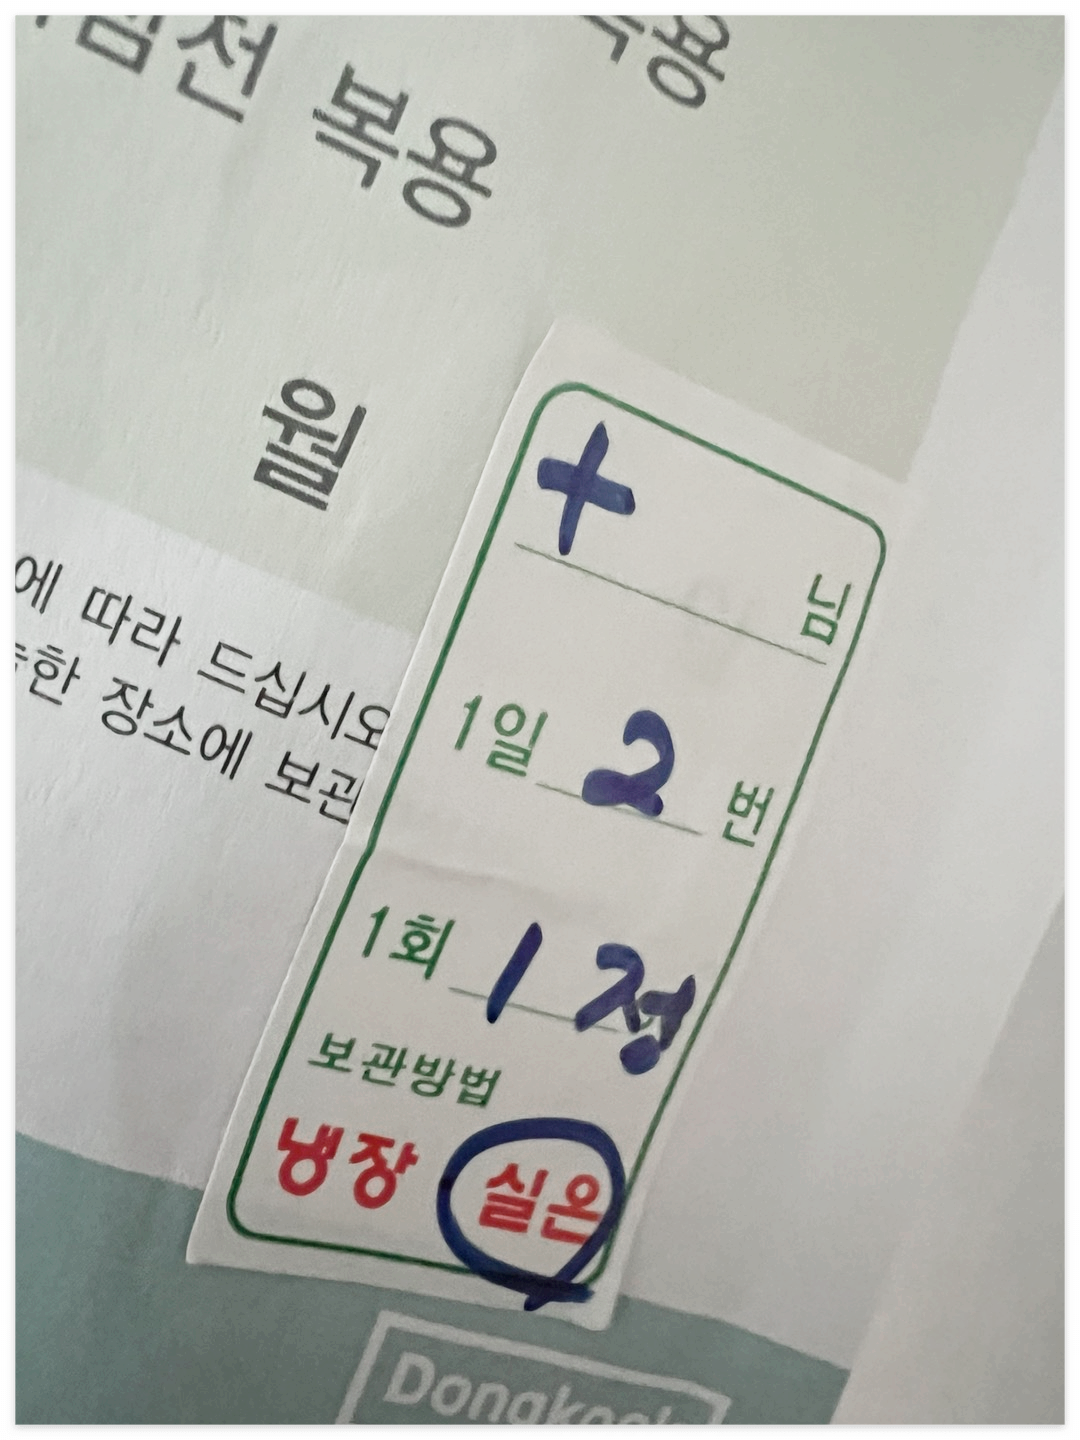 복용
침전 복용
월
에 따라 드십시오
한 장소에 보관
+ 님
1일 2 번
1회 1정
보관방법
냉장 실온
Dongkook